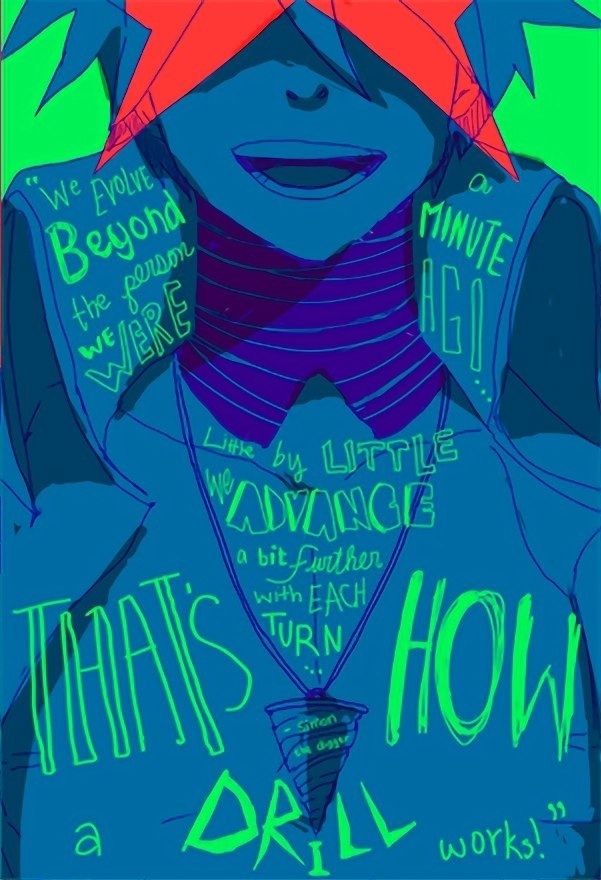 "We EVOLVE
Beyond
the person
we
WERE
a
MINUTE
AGO...
Little by LITTLE
We ADVANCE
a bit further
with EACH
TURN
...
THAT'S HOW
- simon
the digger
a DRILL works!"